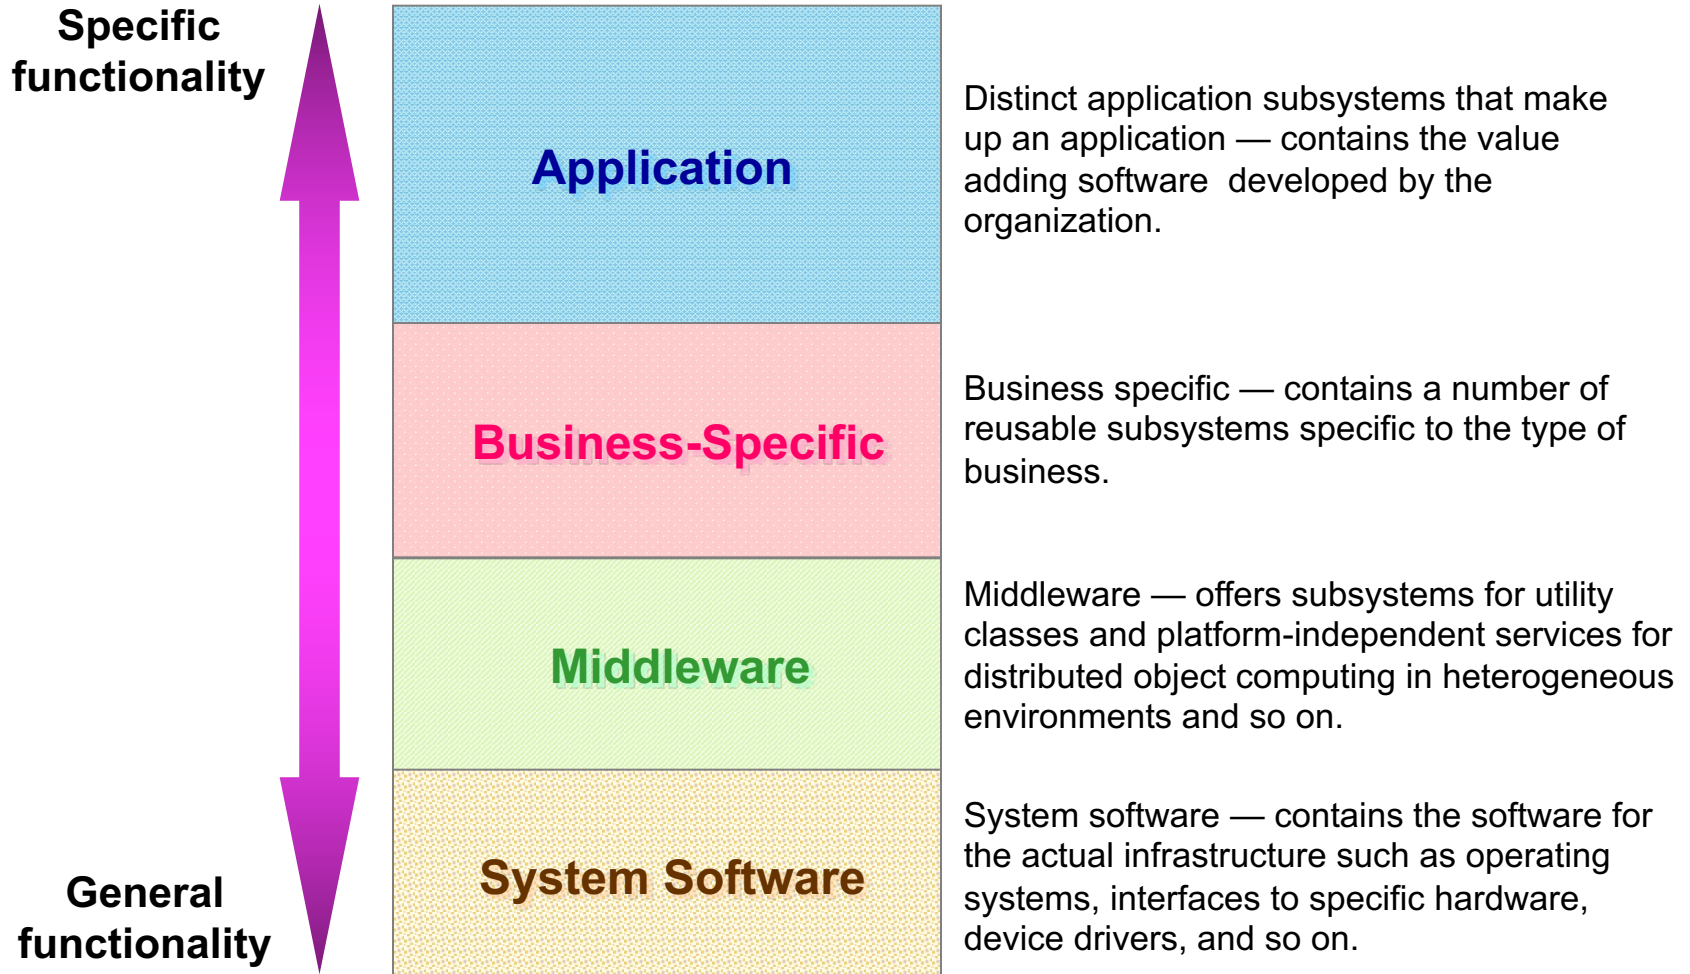 Specific
functionality
Application
Distinct application subsystems that make
up an application — contains the value
adding software  developed by the
organization.
Business-Specific
Business specific — contains a number of
reusable subsystems specific to the type of
business.
Middleware
Middleware — offers subsystems for utility
classes and platform-independent services for
distributed object computing in heterogeneous
environments and so on.
System Software
System software — contains the software for
the actual infrastructure such as operating
systems, interfaces to specific hardware,
device drivers, and so on.
General
functionality